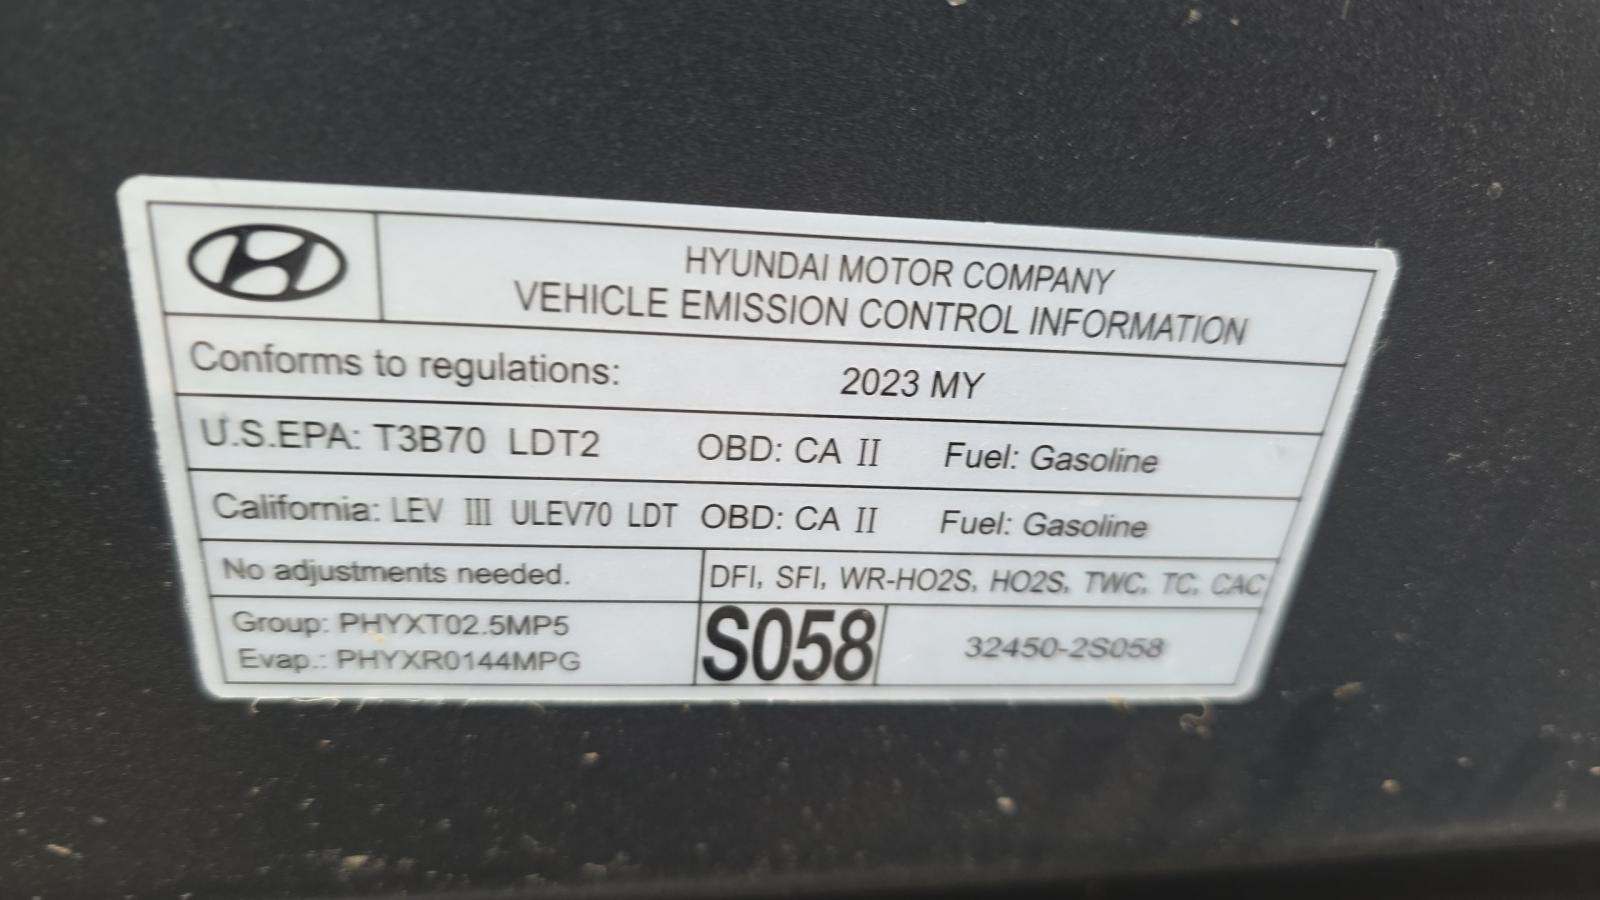 HYUNDAI MOTOR COMPANY
VEHICLE EMISSION CONTROL INFORMATION
Conforms to regulations: 2023 MY
U.S.EPA: T3B70 LDT2 OBD: CA II Fuel: Gasoline
California: LEV III ULEV70 LDT OBD: CA II Fuel: Gasoline
No adjustments needed. DFI, SFI, WR-HO2S, HO2S, TWC, TC, CAC
Group: PHYXT02.5MP5
Evap.: PHYXR0144MPG
S058 32450-2S058